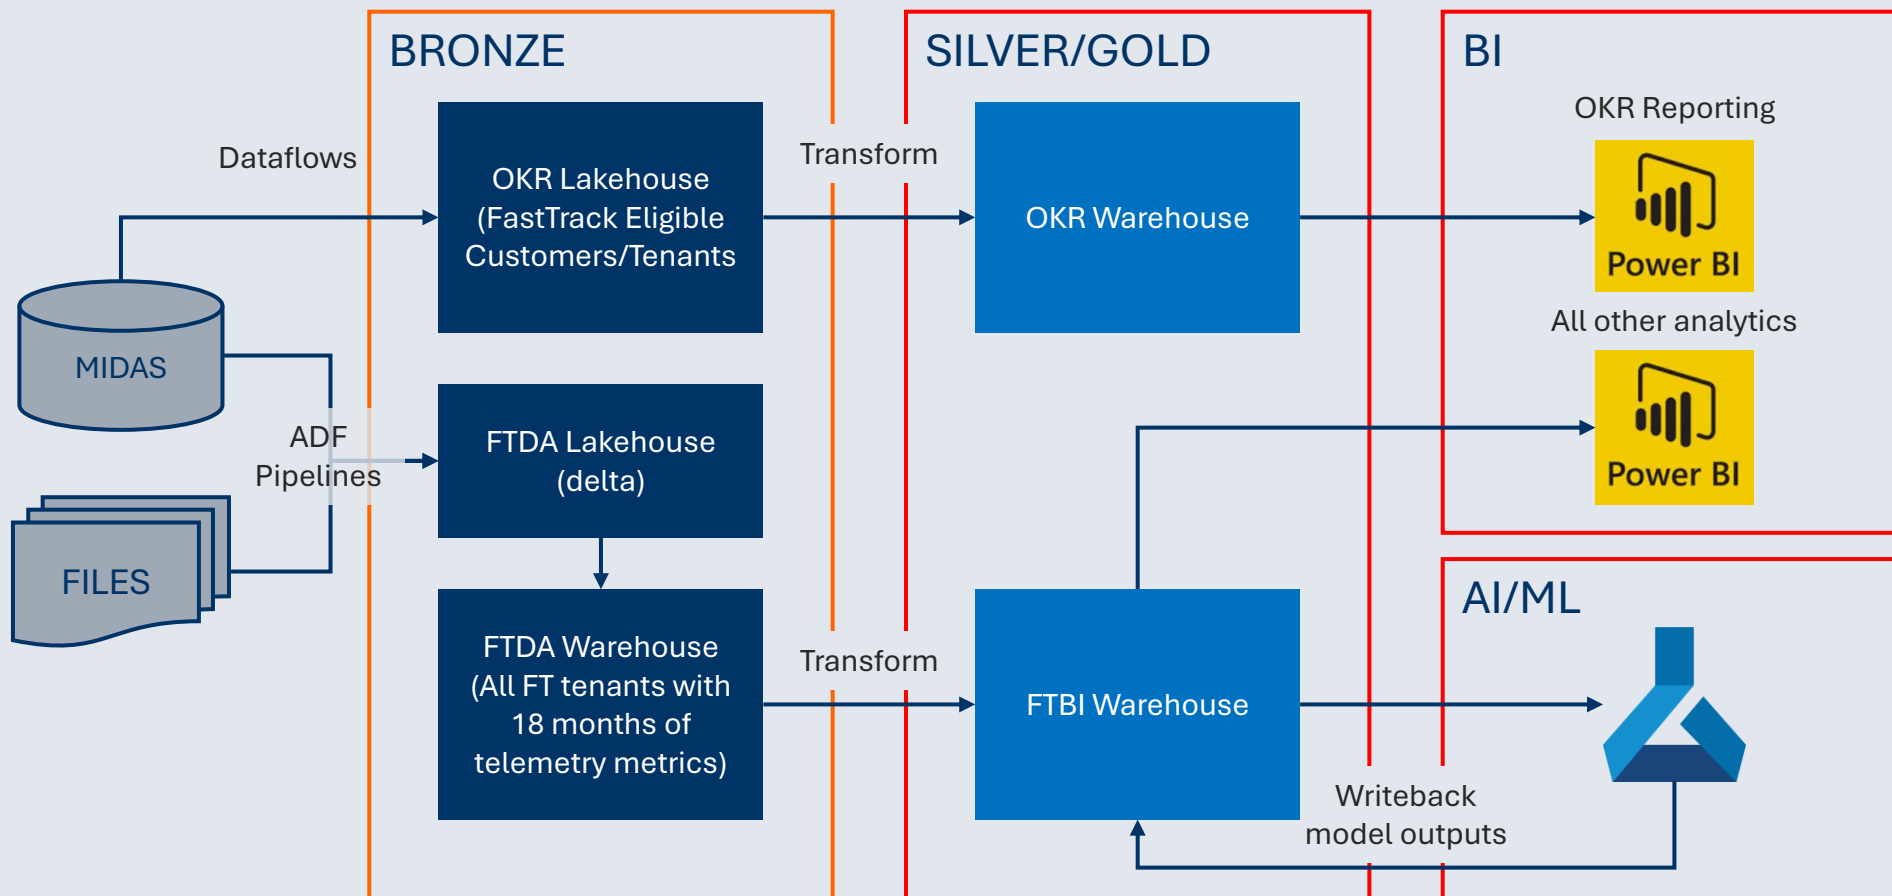 BRONZE
SILVER/GOLD
BI
OKR Reporting
Power BI
Dataflows
OKR Lakehouse
(FastTrack Eligible
Customers/Tenants
Transform
OKR Warehouse
All other analytics
Power BI
MIDAS
ADF
Pipelines
FTDA Lakehouse
(delta)
FILES
FTDA Warehouse
(All FT tenants with
18 months of
telemetry metrics)
Transform
FTBI Warehouse
AI/ML
Writeback
model outputs